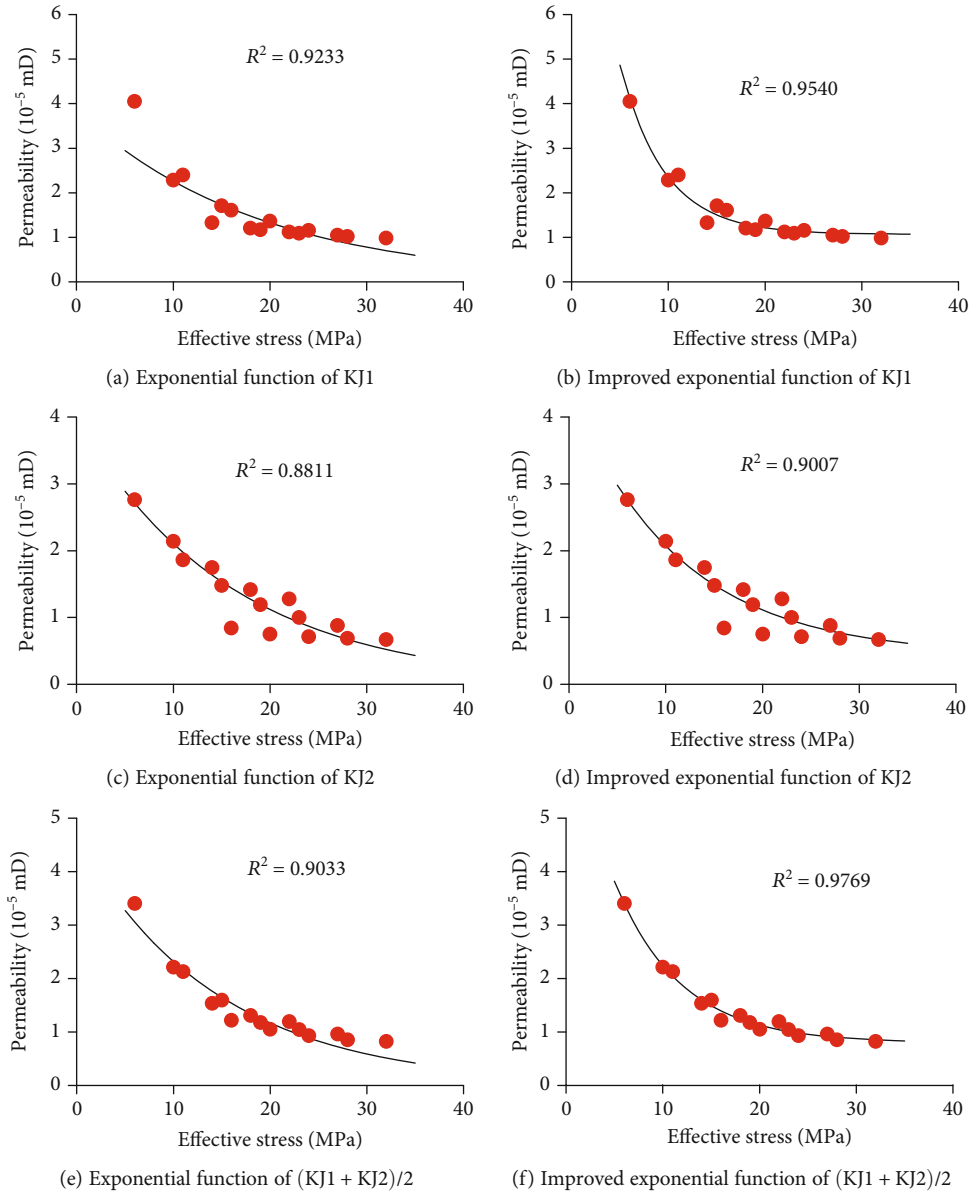 6
5
4
3
2
1
0
Permeability (10⁻⁵ mD)
R² = 0.9233
0 10 20 30 40
Effective stress (MPa)
(a) Exponential function of KJ1
6
5
4
3
2
1
0
Permeability (10⁻⁵ mD)
R² = 0.9540
0 10 20 30 40
Effective stress (MPa)
(b) Improved exponential function of KJ1
4
3
2
1
0
Permeability (10⁻⁵ mD)
R² = 0.8811
0 10 20 30 40
Effective stress (MPa)
(c) Exponential function of KJ2
4
3
2
1
0
Permeability (10⁻⁵ mD)
R² = 0.9007
0 10 20 30 40
Effective stress (MPa)
(d) Improved exponential function of KJ2
5
4
3
2
1
0
Permeability (10⁻⁵ mD)
R² = 0.9033
0 10 20 30 40
Effective stress (MPa)
(e) Exponential function of (KJ1 + KJ2)/2
5
4
3
2
1
0
Permeability (10⁻⁵ mD)
R² = 0.9769
0 10 20 30 40
Effective stress (MPa)
(f) Improved exponential function of (KJ1 + KJ2)/2